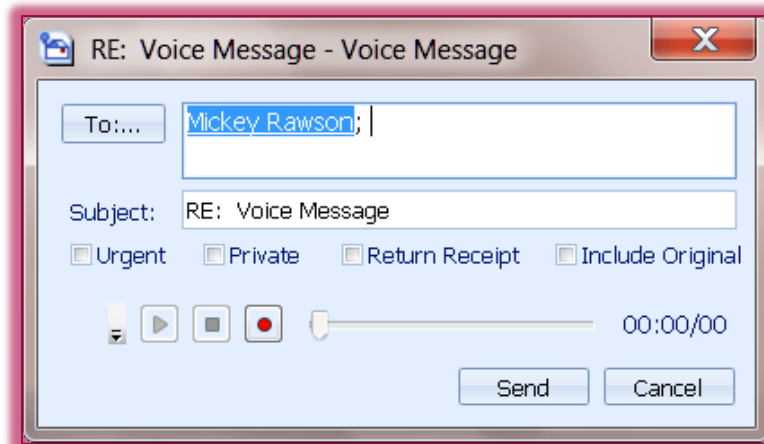 RE:  Voice Message - Voice Message
To:...
Mickey Rawson;
Subject:
RE:  Voice Message
Urgent Private Return Receipt Include Original
00:00/00
Send Cancel